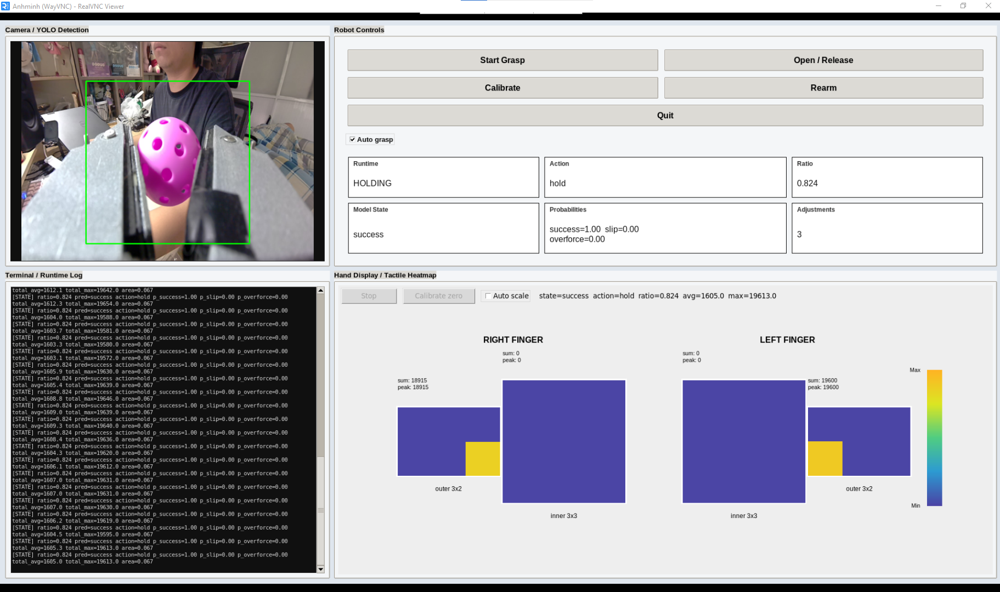 Anhminh (WayVNC) - RealVNC Viewer
Camera / YOLO Detection
Robot Controls
Start Grasp
Open / Release
Calibrate
Rearm
Quit
Auto grasp
Runtime
HOLDING
Action
hold
Ratio
0.824
Model State
success
Probabilities
success=1.00 slip=0.00
overforce=0.00
Adjustments
3
Terminal / Runtime Log
total_avg=1612.1 total_max=19642.0 area=0.067
[STATE] ratio=0.824 pred=success action=hold p_success=1.00 p_slip=0.00 p_overforce=0.00
total_avg=1612.3 total_max=19654.0 area=0.067
[STATE] ratio=0.824 pred=success action=hold p_success=1.00 p_slip=0.00 p_overforce=0.00
total_avg=1604.0 total_max=19588.0 area=0.067
[STATE] ratio=0.824 pred=success action=hold p_success=1.00 p_slip=0.00 p_overforce=0.00
total_avg=1603.7 total_max=19581.0 area=0.067
[STATE] ratio=0.824 pred=success action=hold p_success=1.00 p_slip=0.00 p_overforce=0.00
total_avg=1603.3 total_max=19580.0 area=0.067
[STATE] ratio=0.824 pred=success action=hold p_success=1.00 p_slip=0.00 p_overforce=0.00
total_avg=1603.1 total_max=19572.0 area=0.067
[STATE] ratio=0.824 pred=success action=hold p_success=1.00 p_slip=0.00 p_overforce=0.00
total_avg=1605.9 total_max=19630.0 area=0.067
[STATE] ratio=0.824 pred=success action=hold p_success=1.00 p_slip=0.00 p_overforce=0.00
total_avg=1605.4 total_max=19639.0 area=0.067
[STATE] ratio=0.824 pred=success action=hold p_success=1.00 p_slip=0.00 p_overforce=0.00
total_avg=1608.8 total_max=19646.0 area=0.067
[STATE] ratio=0.824 pred=success action=hold p_success=1.00 p_slip=0.00 p_overforce=0.00
total_avg=1609.0 total_max=19639.0 area=0.067
[STATE] ratio=0.824 pred=success action=hold p_success=1.00 p_slip=0.00 p_overforce=0.00
total_avg=1609.3 total_max=19640.0 area=0.067
[STATE] ratio=0.824 pred=success action=hold p_success=1.00 p_slip=0.00 p_overforce=0.00
total_avg=1608.4 total_max=19636.0 area=0.067
[STATE] ratio=0.824 pred=success action=hold p_success=1.00 p_slip=0.00 p_overforce=0.00
total_avg=1604.3 total_max=19620.0 area=0.067
[STATE] ratio=0.824 pred=success action=hold p_success=1.00 p_slip=0.00 p_overforce=0.00
total_avg=1606.1 total_max=19612.0 area=0.067
[STATE] ratio=0.824 pred=success action=hold p_success=1.00 p_slip=0.00 p_overforce=0.00
total_avg=1607.0 total_max=19631.0 area=0.067
[STATE] ratio=0.824 pred=success action=hold p_success=1.00 p_slip=0.00 p_overforce=0.00
total_avg=1607.0 total_max=19631.0 area=0.067
[STATE] ratio=0.824 pred=success action=hold p_success=1.00 p_slip=0.00 p_overforce=0.00
total_avg=1607.0 total_max=19630.0 area=0.067
[STATE] ratio=0.824 pred=success action=hold p_success=1.00 p_slip=0.00 p_overforce=0.00
total_avg=1606.2 total_max=19619.0 area=0.067
[STATE] ratio=0.824 pred=success action=hold p_success=1.00 p_slip=0.00 p_overforce=0.00
total_avg=1604.5 total_max=19595.0 area=0.067
[STATE] ratio=0.824 pred=success action=hold p_success=1.00 p_slip=0.00 p_overforce=0.00
total_avg=1605.3 total_max=19613.0 area=0.067
[STATE] ratio=0.824 pred=success action=hold p_success=1.00 p_slip=0.00 p_overforce=0.00
total_avg=1605.0 total_max=19613.0 area=0.067
Hand Display / Tactile Heatmap
Stop
Calibrate zero
Auto scale
state=success action=hold ratio=0.824 avg=1605.0 max=19613.0
RIGHT FINGER
sum: 0
peak: 0
sum: 18915
peak: 18915
outer 3x2
inner 3x3
LEFT FINGER
sum: 0
peak: 0
sum: 19600
peak: 19600
inner 3x3
outer 3x2
Max
Min